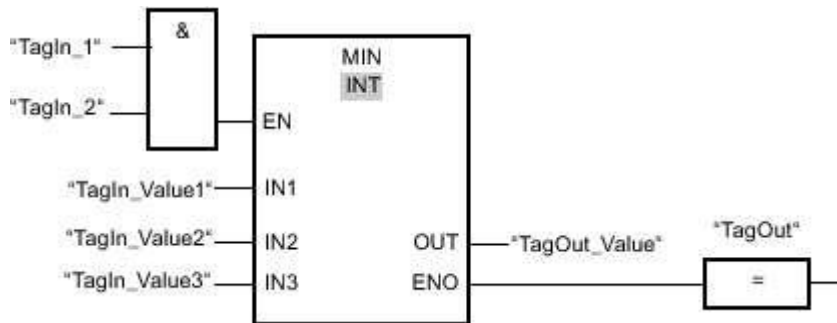 &
"TagIn_1"
MIN
INT
"TagIn_2"
EN
"TagIn_Value1" IN1
"TagIn_Value2" IN2 OUT "TagOut_Value" "TagOut"
"TagIn_Value3" IN3 ENO =